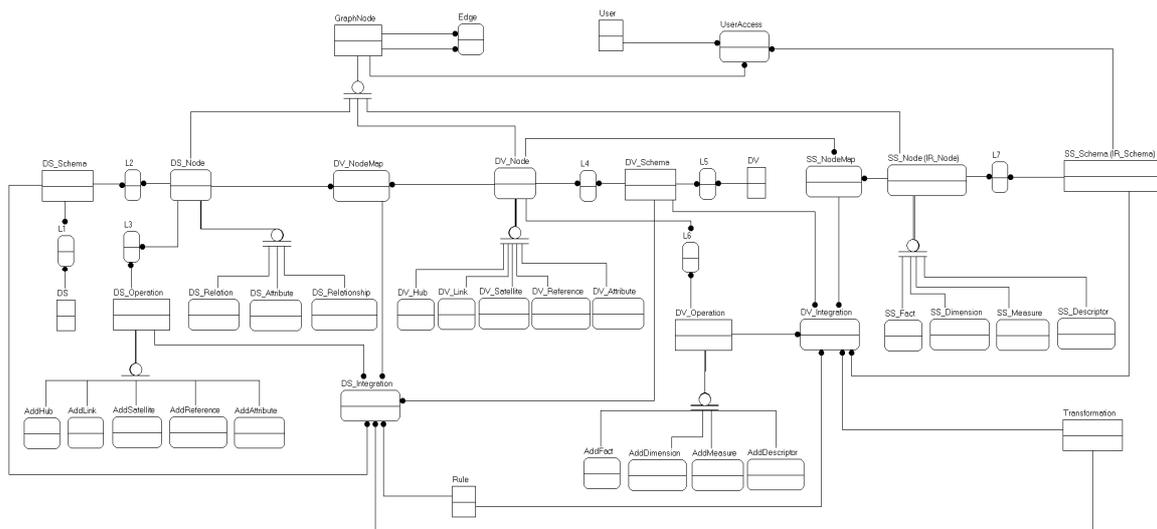 GraphNode
Edge
User
UserAccess
DS_Schema
L2
DS_Node
DV_NodeMap
DV_Node
L4
DV_Schema
L5
DV
SS_NodeMap
SS_Node (IR_Node)
L7
SS_Schema (IR_Schema)
L1
L3
L6
DS
DS_Operation
DS_Relation
DS_Attribute
DS_Relationship
DV_Hub
DV_Link
DV_Satellite
DV_Reference
DV_Attribute
DV_Operation
DV_Integration
SS_Fact
SS_Dimension
SS_Measure
SS_Descriptor
DS_Integration
AddHub
AddLink
AddSatellite
AddReference
AddAttribute
Transformation
AddFact
AddDimension
AddMeasure
AddDescriptor
Rule